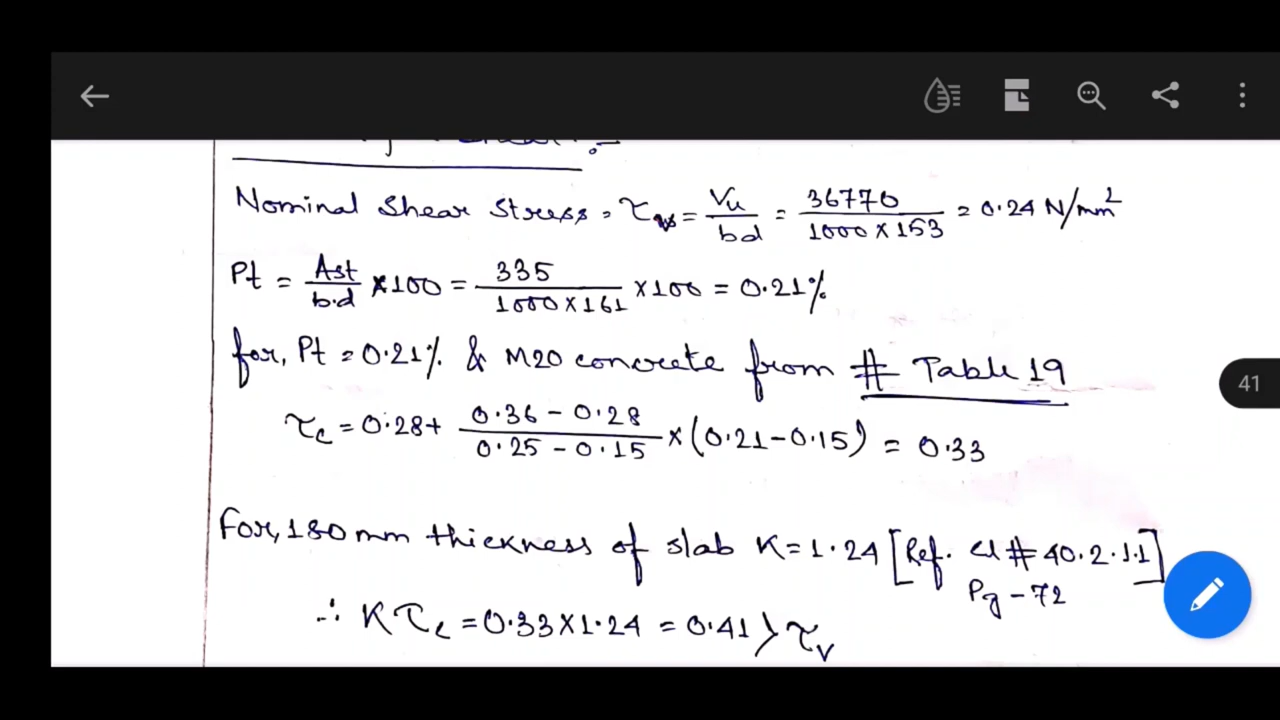 Nominal Shear Stress = τv = Vu / bd = 36770 / 1000 × 153 = 0.24 N/mm²
Pt = Ast / b.d × 100 = 335 / 1000 × 161 × 100 = 0.21%
for, Pt = 0.21% & M20 concrete from # Table 19
τc = 0.28 + 0.36 - 0.28 / 0.25 - 0.15 × (0.21 - 0.15) = 0.33
41
For, 180 mm thickness of slab K = 1.24 [Ref. Cl # 40.2.1.1]
Pg - 72
∴ K τc = 0.33 × 1.24 = 0.41 > τv